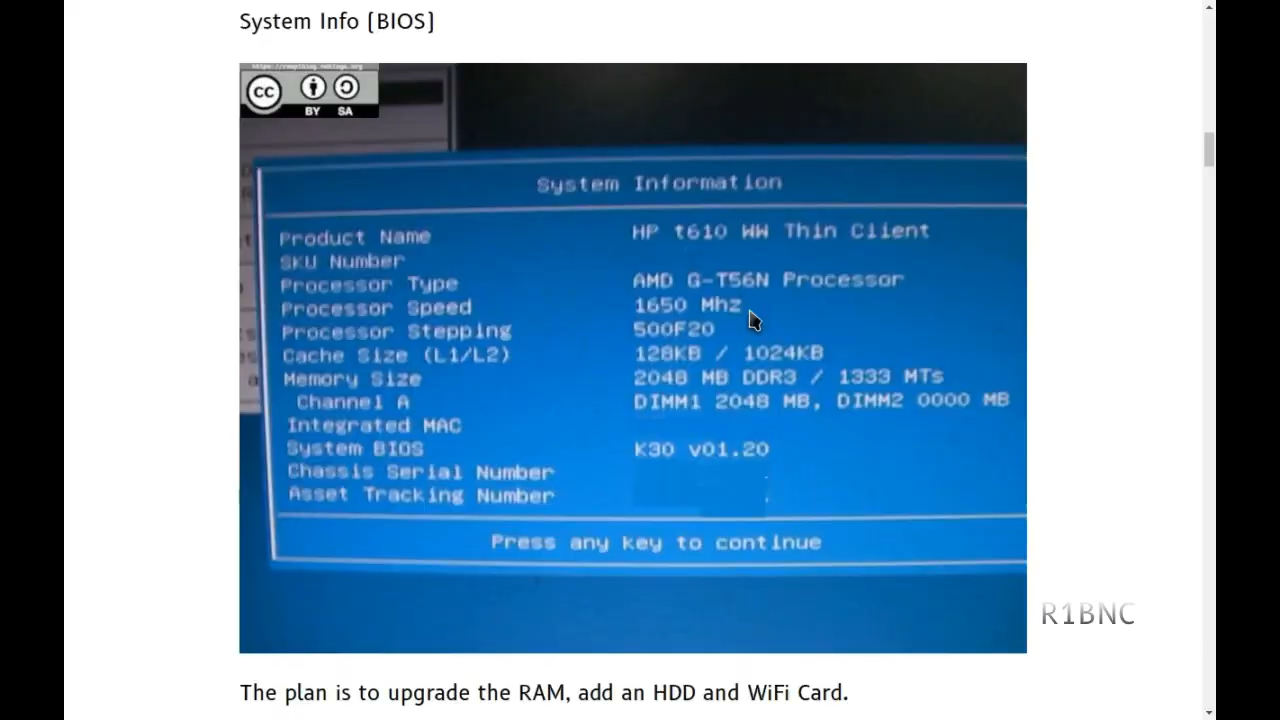 System Info [BIOS]
CC BY SA
System Information
Product Name HP t610 WW Thin Client
SKU Number
Processor Type AMD G-T56N Processor
Processor Speed 1650 Mhz
Processor Stepping 500F20
Cache Size (L1/L2) 128KB / 1024KB
Memory Size 2048 MB DDR3 / 1333 MTs
Channel A DIMM1 2048 MB, DIMM2 0000 MB
Integrated MAC
System BIOS K30 v01.20
Chassis Serial Number
Asset Tracking Number
Press any key to continue
R1BNC
The plan is to upgrade the RAM, add an HDD and WiFi Card.